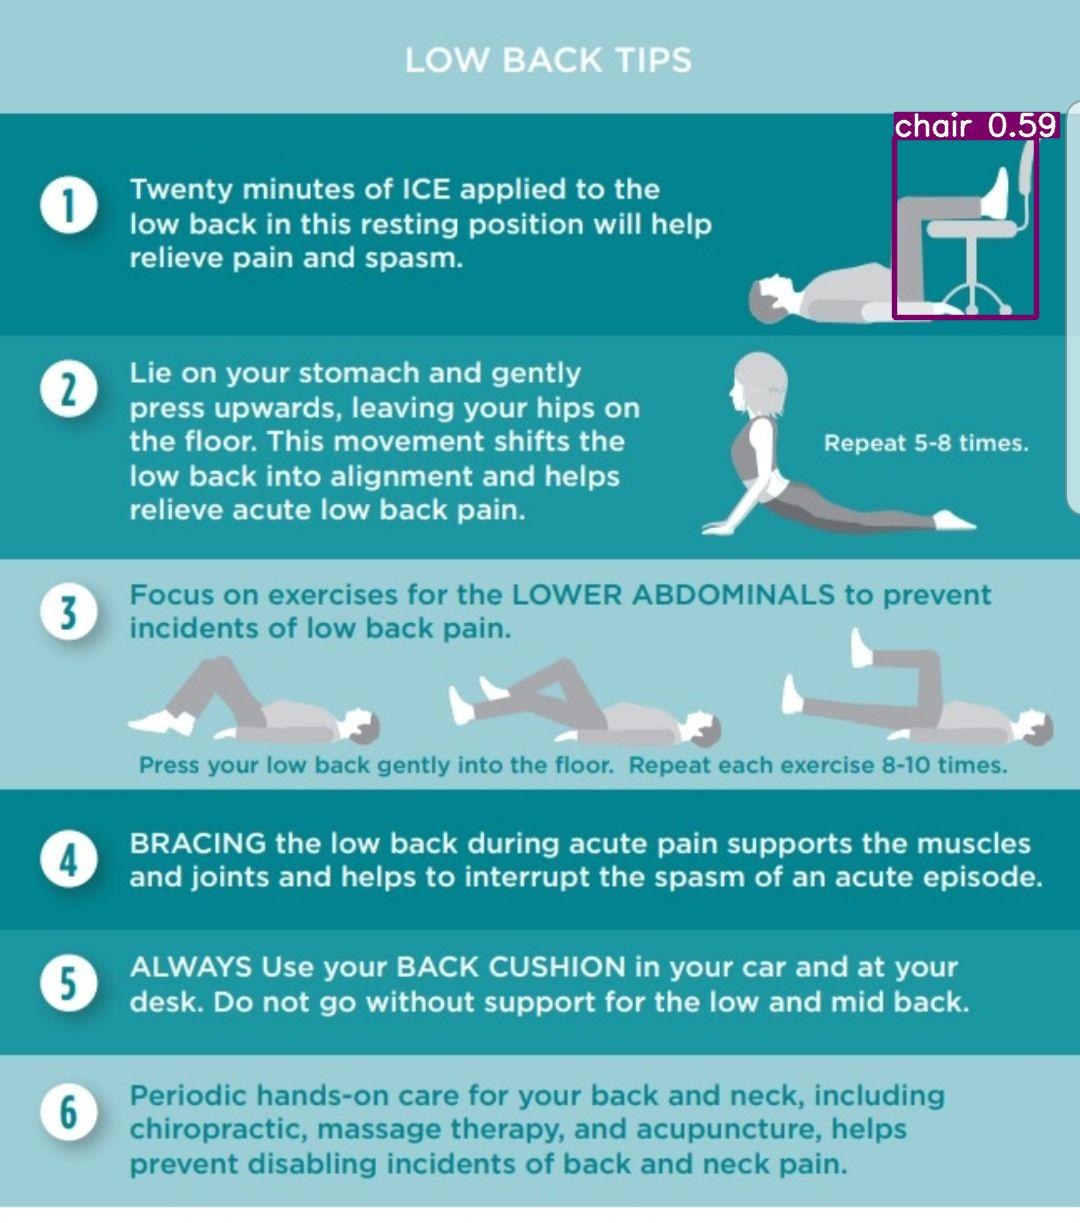 LOW BACK TIPS
chair 0.59
1
Twenty minutes of ICE applied to the
low back in this resting position will help
relieve pain and spasm.
2
Lie on your stomach and gently
press upwards, leaving your hips on
the floor. This movement shifts the
low back into alignment and helps
relieve acute low back pain.
Repeat 5-8 times.
3
Focus on exercises for the LOWER ABDOMINALS to prevent
incidents of low back pain.
Press your low back gently into the floor. Repeat each exercise 8-10 times.
4
BRACING the low back during acute pain supports the muscles
and joints and helps to interrupt the spasm of an acute episode.
5
ALWAYS Use your BACK CUSHION in your car and at your
desk. Do not go without support for the low and mid back.
6
Periodic hands-on care for your back and neck, including
chiropractic, massage therapy, and acupuncture, helps
prevent disabling incidents of back and neck pain.